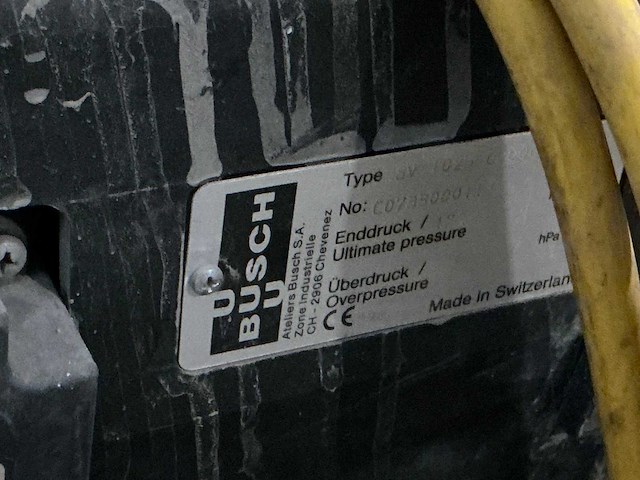 BUSCH
Ateliers Busch S.A.
Zone Industrielle
CH - 2906 Chevenez
Type
No:
Enddruck /
Ultimate pressure
hPa
Überdruck /
Overpressure
CE
Made in Switzerlan